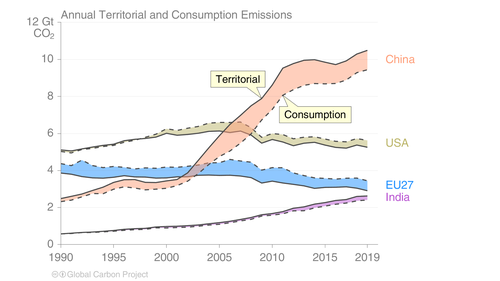 Annual Territorial and Consumption Emissions
12 Gt
CO₂
10
8
6
4
2
0
Territorial
Consumption
China
USA
EU27
India
1990 1995 2000 2005 2010 2015 2019
Global Carbon Project